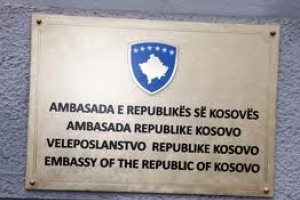 AMBASADA E REPUBLIKËS SË KOSOVËS
AMBASADA REPUBLIKE KOSOVO
VELEPOSLANSTVO REPUBLIKE KOSOVO
EMBASSY OF THE REPUBLIC OF KOSOVO